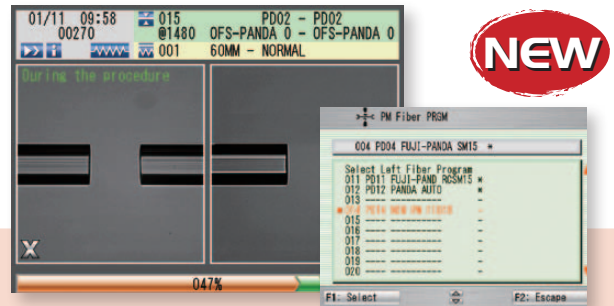 01/11 09:58 015 PD02 - PD02
00270 @1480 OFS-PANDA 0 - OFS-PANDA 0
001 60MM - NORMAL
During the procedure
X
047%
NEW
PM Fiber PRGM
004 PD04 FUJI-PANDA SM15 *
Select Left Fiber Program
011 PD11 FUJI-PAND RCSM15 *
012 PD12 PANDA AUTO *
013 ---- ---------- -
015 ---- ---------- -
016 ---- ---------- -
017 ---- ---------- -
018 ---- ---------- -
019 ---- ---------- -
020 ---- ---------- -
F1: Select F2: Escape